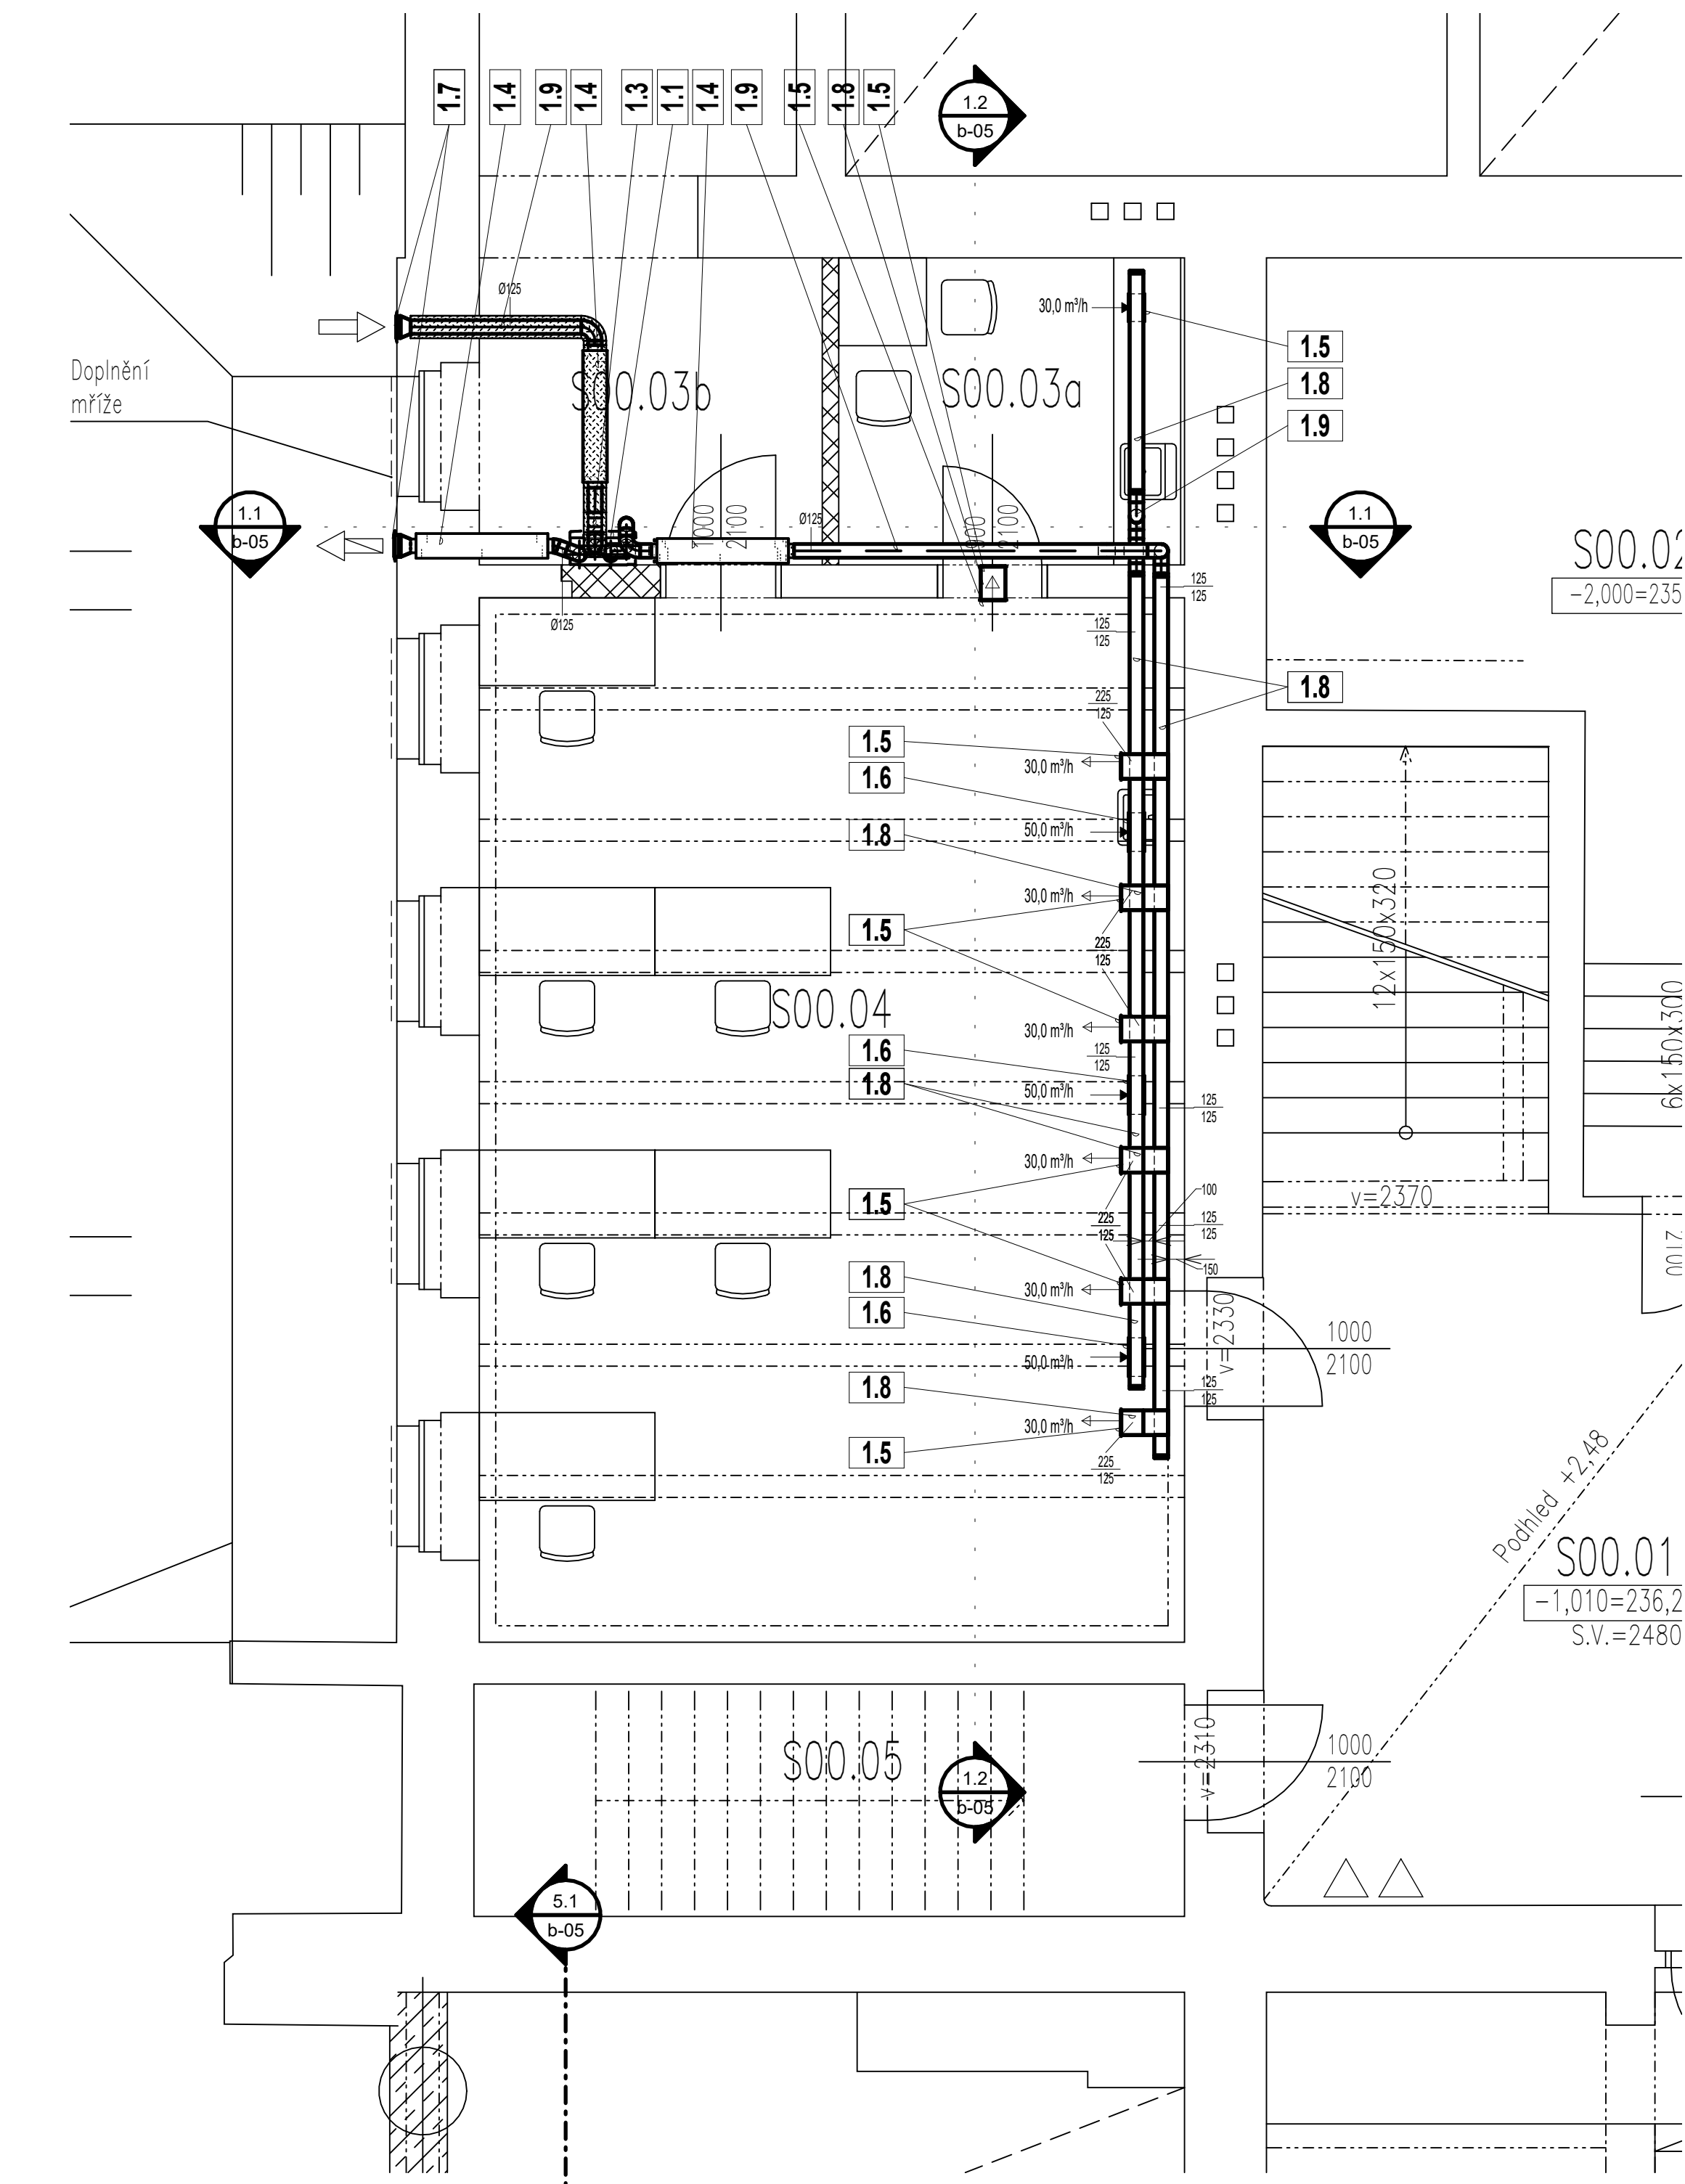 1.7
1.4
1.9
1.4
1.3
1.1
1.4
1.9
1.5
1.8
1.5
1.2
b-05
Ø125
30,0 m³/h
1.5
1.8
1.9
Doplnění
mříže
S00.03b
S00.03a
1.1
b-05
1000
2100
Ø125
900
2100
1.1
b-05
S00.02
-2,000=235
125
125
Ø125
125
125
1.8
225
125
1.5
30,0 m³/h
1.6
50,0 m³/h
1.8
30,0 m³/h
1.5
225
125
12x150x320
S00.04
30,0 m³/h
6x150x300
1.6
125
125
1.8
50,0 m³/h
125
125
30,0 m³/h
1.5
100
v=2370
225
125
125
125
2100
150
1.8
30,0 m³/h
1.6
v=2330
1000
2100
50,0 m³/h
1.8
125
125
30,0 m³/h
1.5
225
125
Podhled +2,48
S00.01
-1,010=236,2
S.V.=2480
S00.05
1.2
b-05
v=2310
1000
2100
5.1
b-05